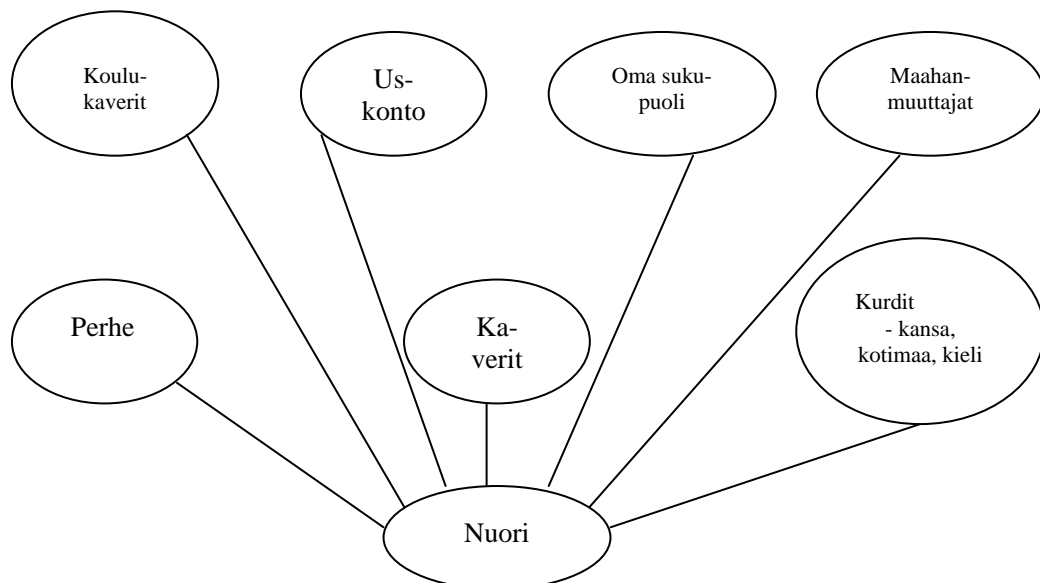 Koulu-
kaverit
Us-
konto
Oma suku-
puoli
Maahan-
muuttajat
Perhe
Ka-
verit
Kurdit
- kansa,
kotimaa, kieli
Nuori